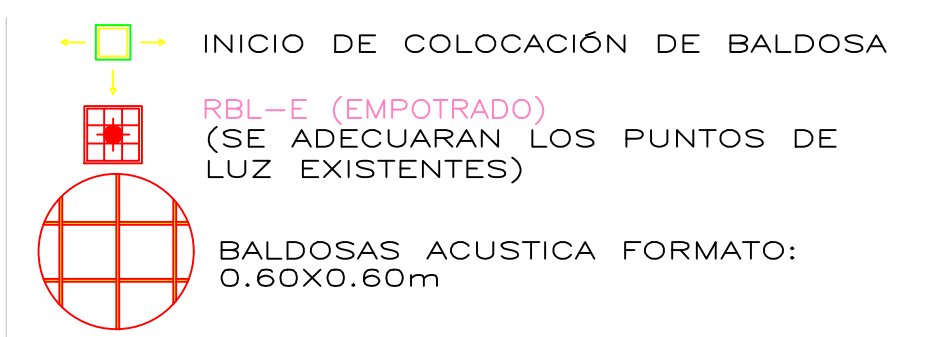 INICIO DE COLOCACIÓN DE BALDOSA
RBL-E (EMPOTRADO)
(SE ADECUARAN LOS PUNTOS DE
LUZ EXISTENTES)
BALDOSAS ACUSTICA FORMATO:
0.60X0.60m